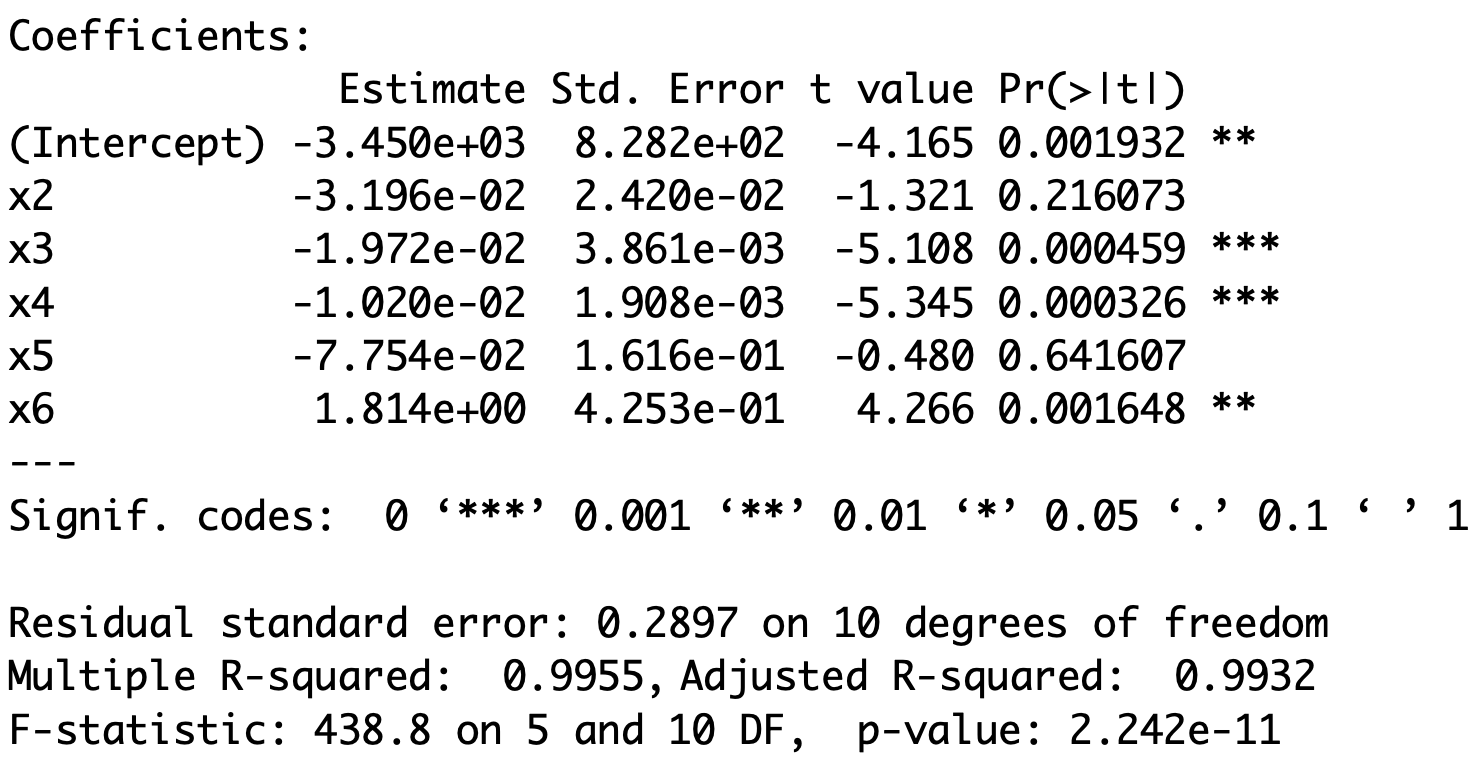 Coefficients:
Estimate Std. Error t value Pr(>|t|)
(Intercept) -3.450e+03 8.282e+02 -4.165 0.001932 **
x2 -3.196e-02 2.420e-02 -1.321 0.216073
x3 -1.972e-02 3.861e-03 -5.108 0.000459 ***
x4 -1.020e-02 1.908e-03 -5.345 0.000326 ***
x5 -7.754e-02 1.616e-01 -0.480 0.641607
x6 1.814e+00 4.253e-01 4.266 0.001648 **
---
Signif. codes: 0 ‘***’ 0.001 ‘**’ 0.01 ‘*’ 0.05 ‘.’ 0.1 ‘ ’ 1
Residual standard error: 0.2897 on 10 degrees of freedom
Multiple R-squared: 0.9955, Adjusted R-squared: 0.9932
F-statistic: 438.8 on 5 and 10 DF, p-value: 2.242e-11